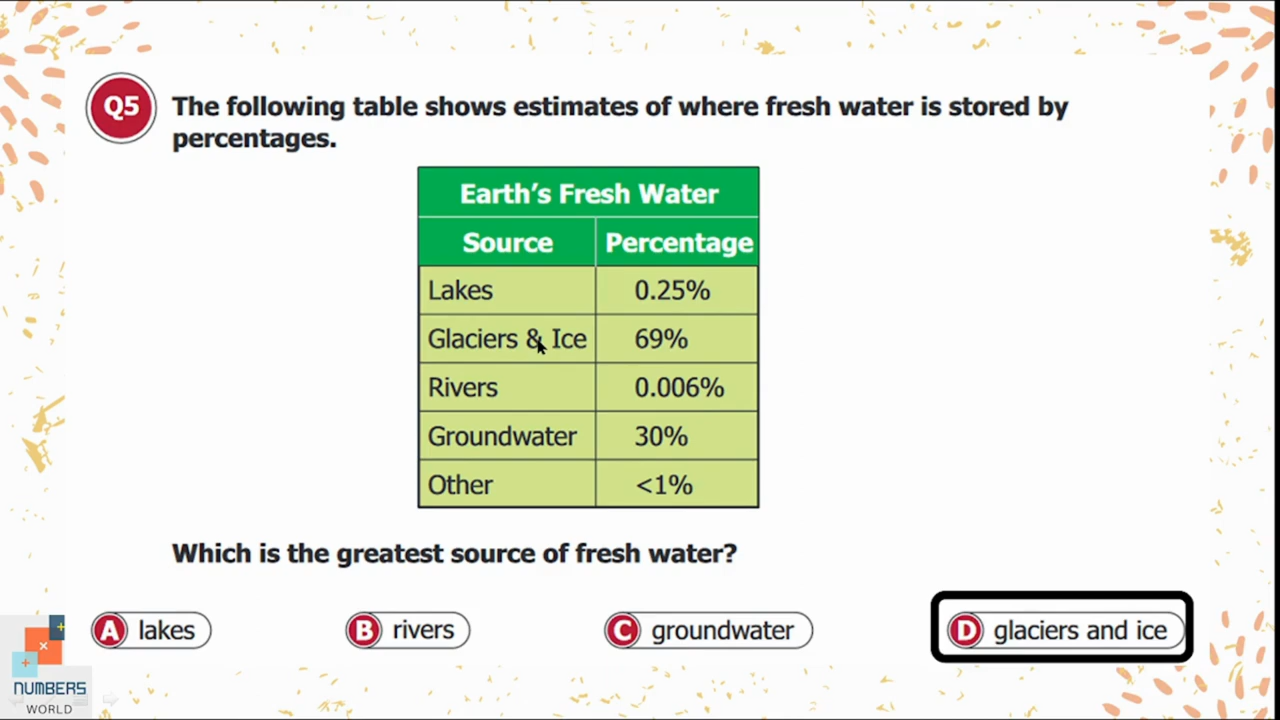 Q5
The following table shows estimates of where fresh water is stored by
percentages.
Earth's Fresh Water
Source Percentage
Lakes 0.25%
Glaciers & Ice 69%
Rivers 0.006%
Groundwater 30%
Other <1%
Which is the greatest source of fresh water?
A lakes B rivers C groundwater D glaciers and ice
NUMBERS
WORLD